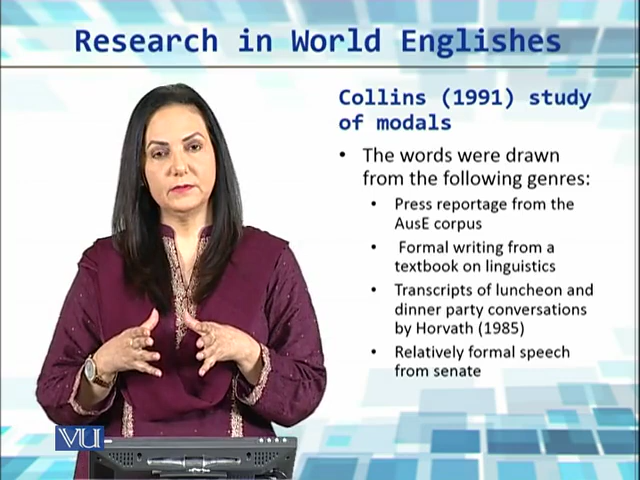 Research in World Englishes
Collins (1991) study
of modals
• The words were drawn
from the following genres:
• Press reportage from the
AusE corpus
• Formal writing from a
textbook on linguistics
• Transcripts of luncheon and
dinner party conversations
by Horvath (1985)
• Relatively formal speech
from senate
VU